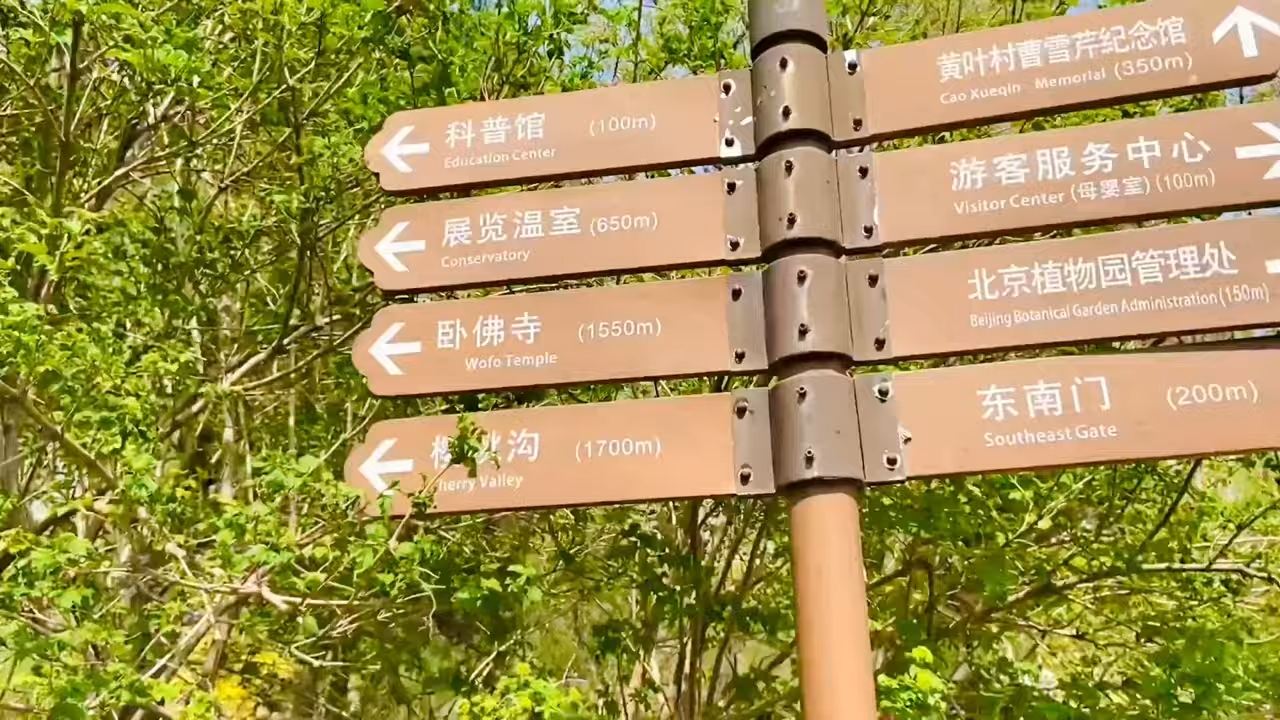 科普馆 (100m)
Education Center
展览温室 (650m)
Conservatory
卧佛寺 (1550m)
Wofo Temple
沟 (1700m)
Valley
黄叶村曹雪芹纪念馆
Cao Xueqin Memorial (350m)
游客服务中心
Visitor Center (母婴室) (100m)
北京植物园管理处
Beijing Botanical Garden Administration (150m)
东南门 (200m)
Southeast Gate